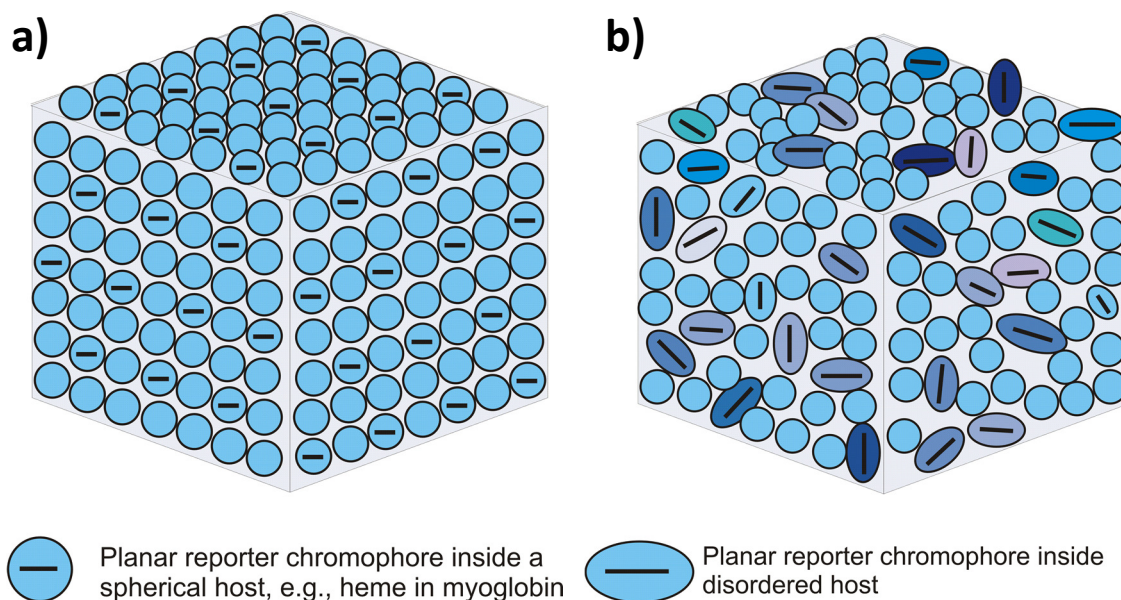 a)
b)
Planar reporter chromophore inside a
spherical host, e.g., heme in myoglobin
Planar reporter chromophore inside
disordered host